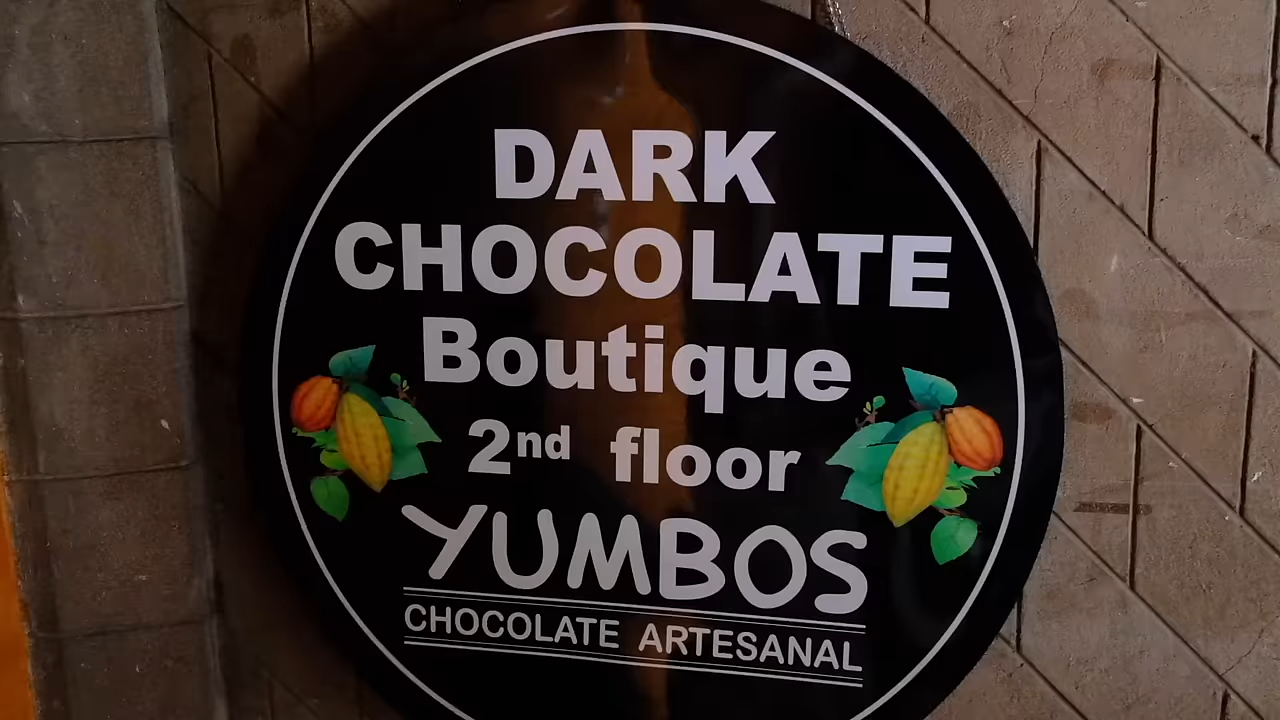 DARK
CHOCOLATE
Boutique
2nd floor
YUMBOS
CHOCOLATE ARTESANAL